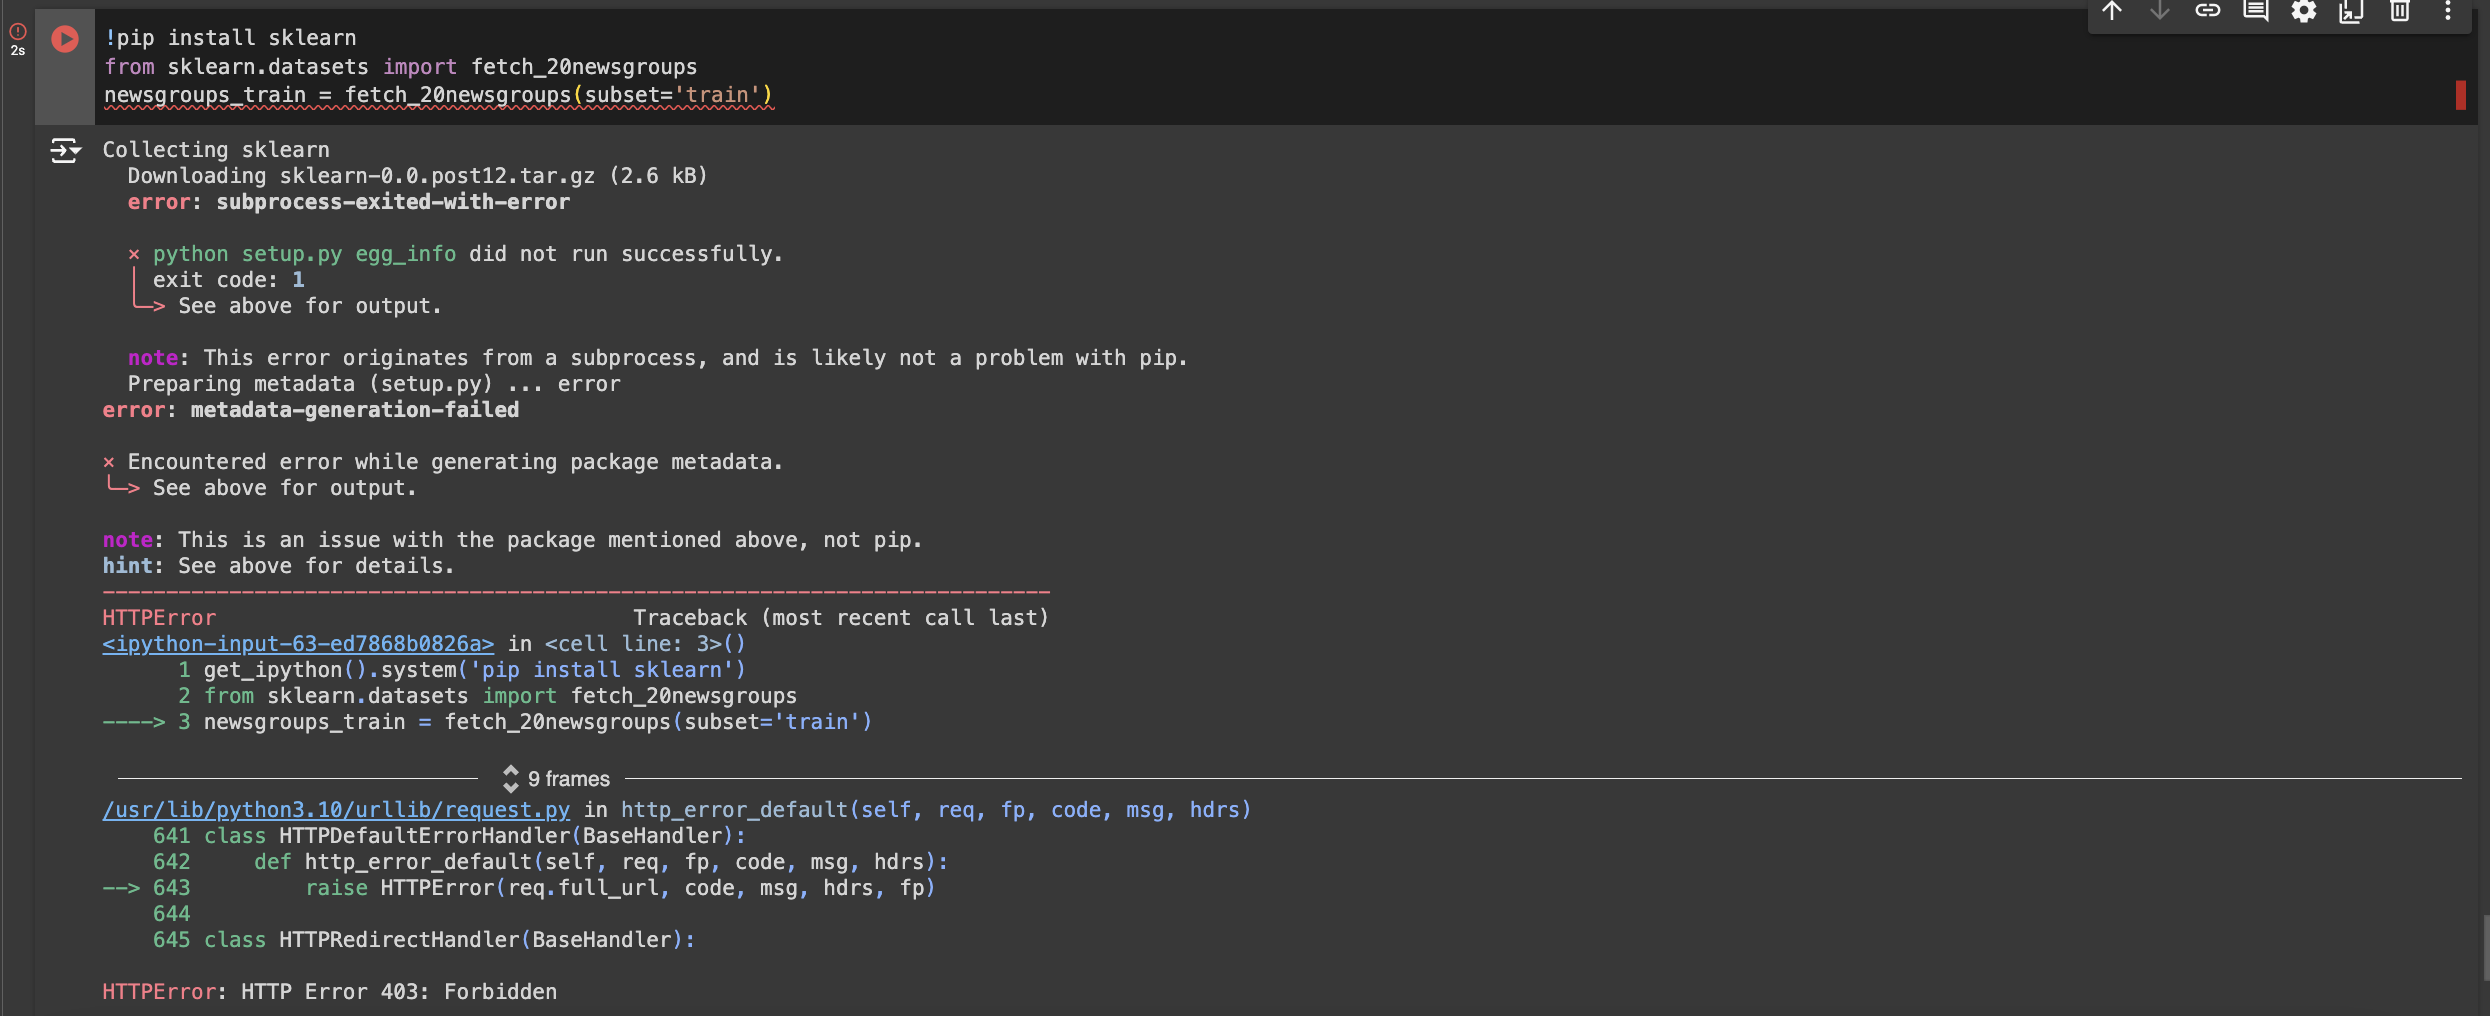 2s
!pip install sklearn
from sklearn.datasets import fetch_20newsgroups
newsgroups_train = fetch_20newsgroups(subset='train')
Collecting sklearn
  Downloading sklearn-0.0.post12.tar.gz (2.6 kB)
  error: subprocess-exited-with-error

  × python setup.py egg_info did not run successfully.
  │ exit code: 1
  ╰─> See above for output.

  note: This error originates from a subprocess, and is likely not a problem with pip.
  Preparing metadata (setup.py) ... error
error: metadata-generation-failed

× Encountered error while generating package metadata.
╰─> See above for output.

note: This is an issue with the package mentioned above, not pip.
hint: See above for details.
---------------------------------------------------------------------------
HTTPError                                 Traceback (most recent call last)
<ipython-input-63-ed7868b0826a> in <cell line: 3>()
      1 get_ipython().system('pip install sklearn')
      2 from sklearn.datasets import fetch_20newsgroups
----> 3 newsgroups_train = fetch_20newsgroups(subset='train')

9 frames
/usr/lib/python3.10/urllib/request.py in http_error_default(self, req, fp, code, msg, hdrs)
    641 class HTTPDefaultErrorHandler(BaseHandler):
    642     def http_error_default(self, req, fp, code, msg, hdrs):
--> 643         raise HTTPError(req.full_url, code, msg, hdrs, fp)
    644
    645 class HTTPRedirectHandler(BaseHandler):

HTTPError: HTTP Error 403: Forbidden